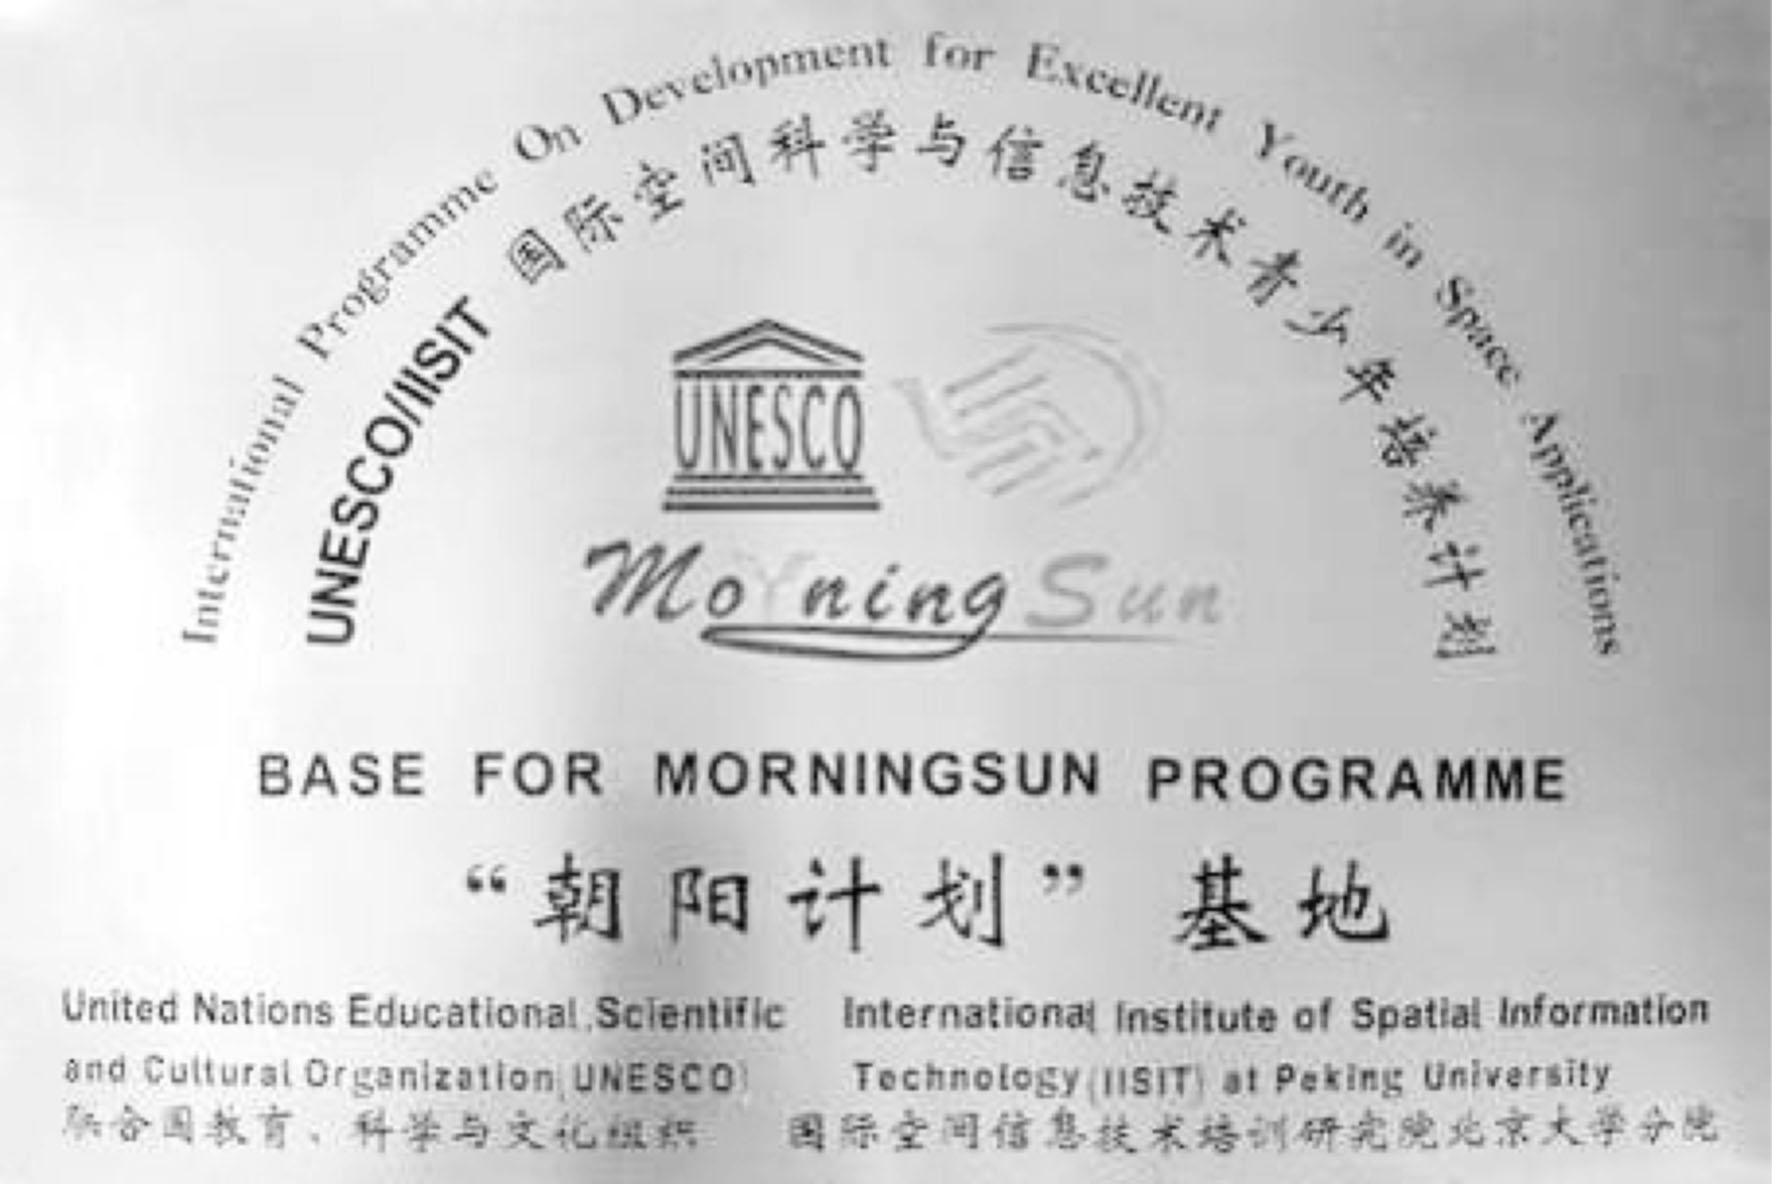 International Programme On Development for Excellent Youth in Space Applications
UNESCO/IISIT 国际空间科学与信息技术青少年培养计划
UNESCO
Morning Sun
BASE FOR MORNINGSUN PROGRAMME
“朝阳计划” 基地
United Nations Educational,Scientific
and Cultural Organization(UNESCO)
际合国教育、科学与文化组织
International Institute of Spatial Information
Technology(IISIT) at Peking University
国际空间信息技术培训研究院北京大学分院